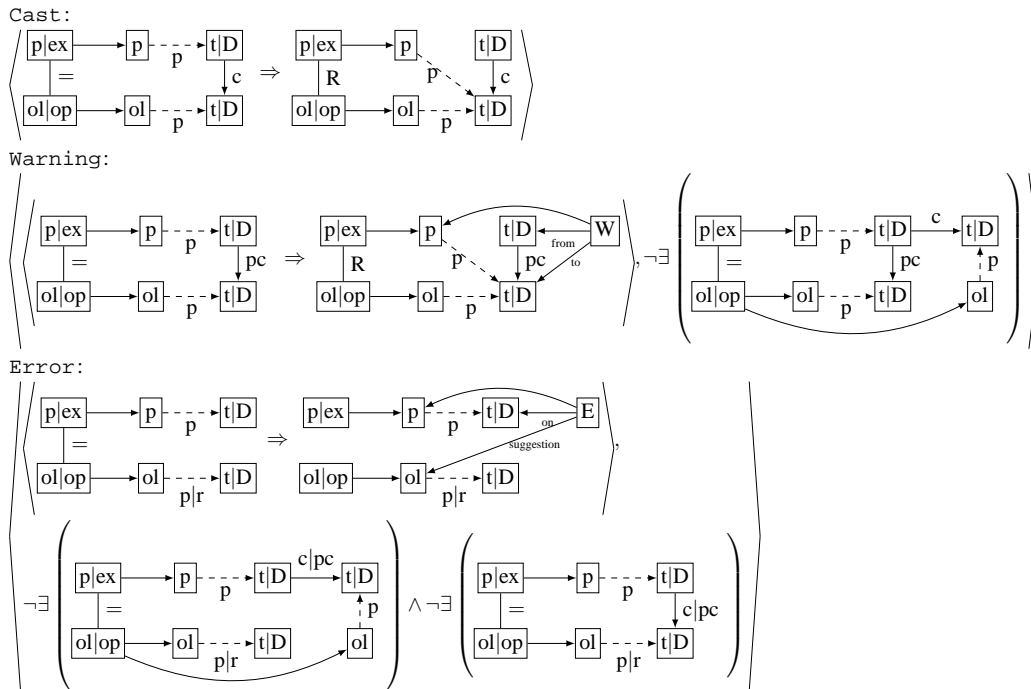 Cast:
p|ex p p t|D c = ol|op ol p t|D ⇒ p|ex p p t|D c R ol|op ol p t|D
Warning:
p|ex p p t|D pc = ol|op ol p t|D ⇒ p|ex p p t|D W from to pc R ol|op ol p t|D , ¬∃ p|ex p p t|D c t|D pc p = ol|op ol p t|D ol
Error:
p|ex p p t|D = ol|op ol p|r t|D ⇒ p|ex p p t|D E on suggestion ol|op ol p|r t|D ,
¬∃ p|ex p p t|D c|pc t|D p = ol|op ol p|r t|D ol ∧ ¬∃ p|ex p p t|D c|pc = ol|op ol p|r t|D